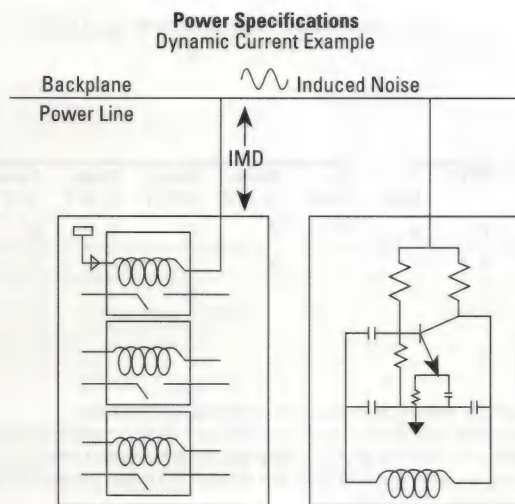 Power Specifications
Dynamic Current Example
Backplane
Induced Noise
Power Line
IMD